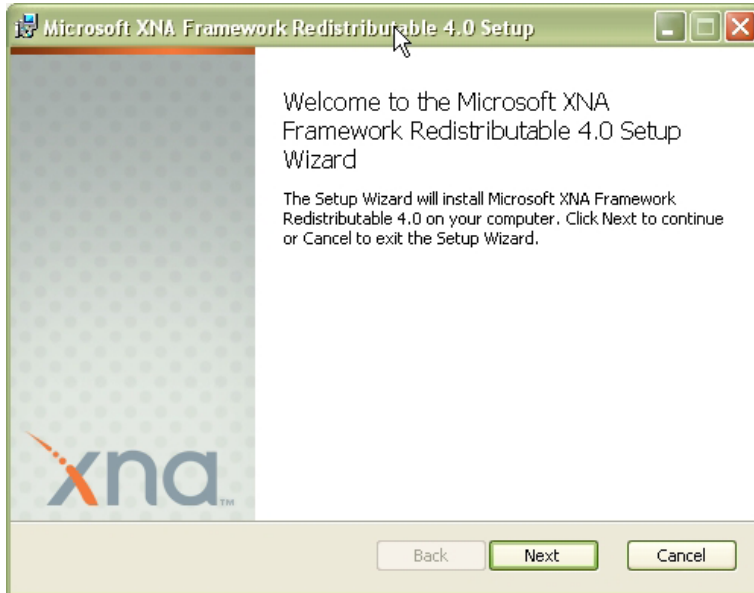 Microsoft XNA Framework Redistributable 4.0 Setup
Welcome to the Microsoft XNA
Framework Redistributable 4.0 Setup
Wizard
The Setup Wizard will install Microsoft XNA Framework
Redistributable 4.0 on your computer. Click Next to continue
or Cancel to exit the Setup Wizard.
xna™
Back Next Cancel